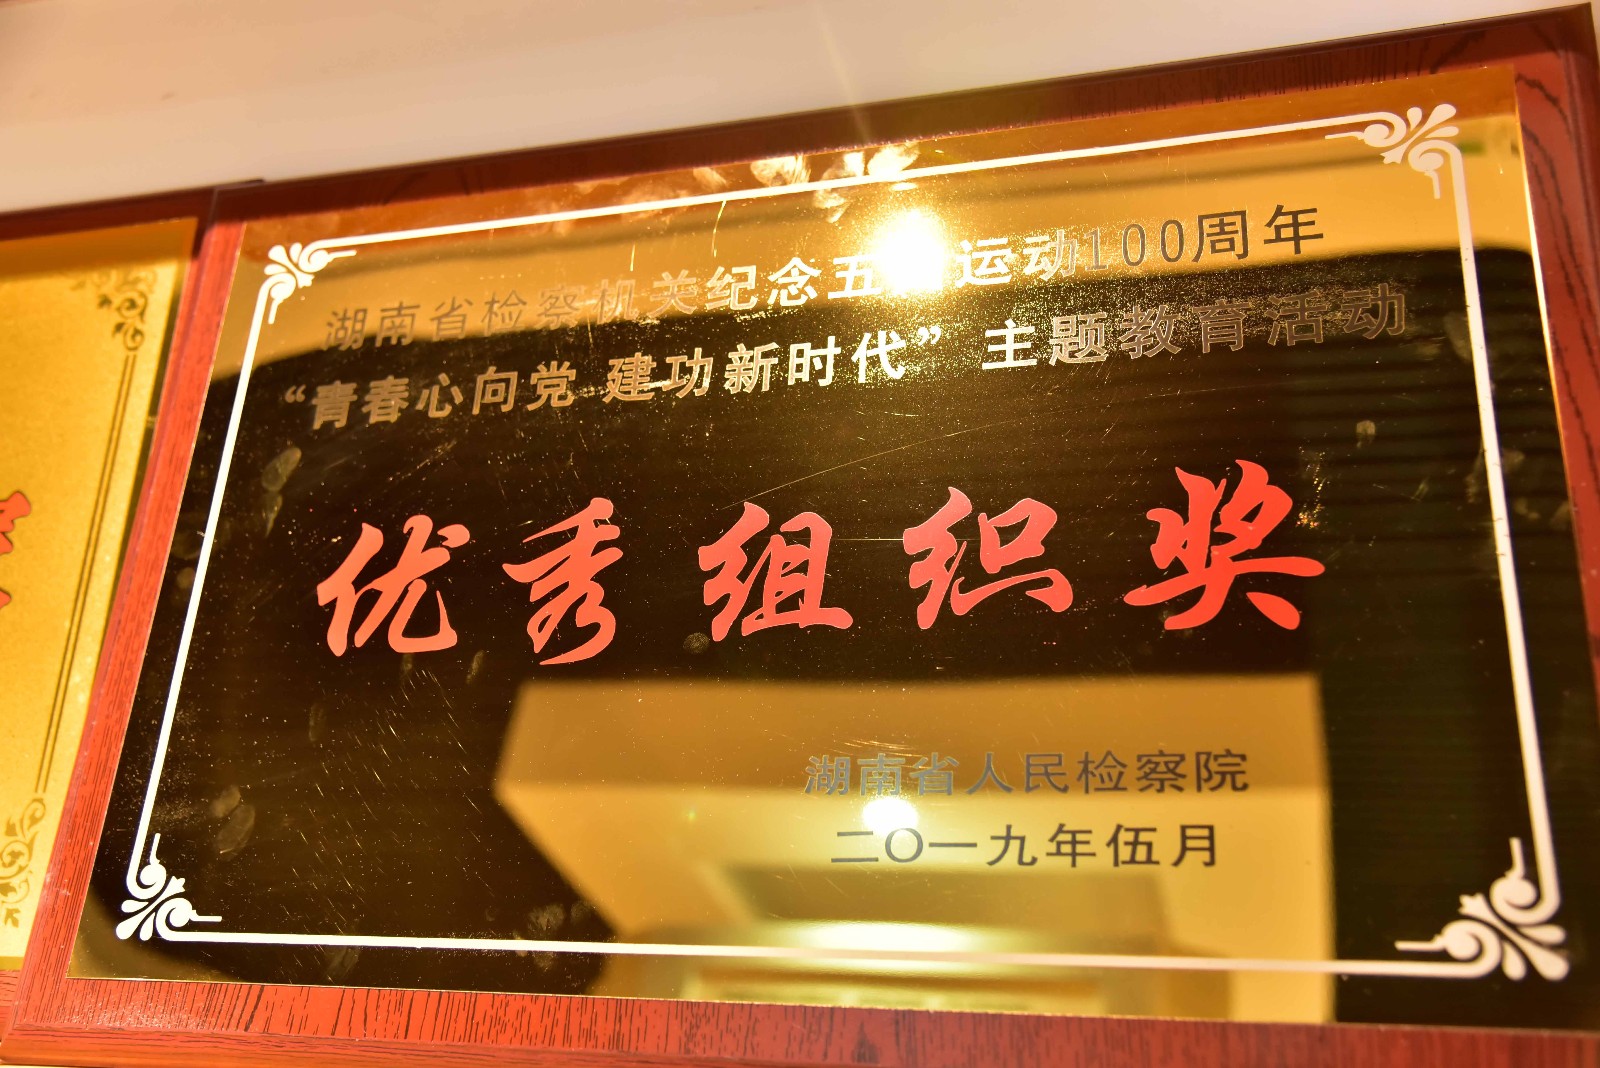 湖南省检察机关纪念五 运动100周年
“青春心向党 建功新时代”主题教育活动
优秀组织奖
湖南省人民检察院
二〇一九年伍月